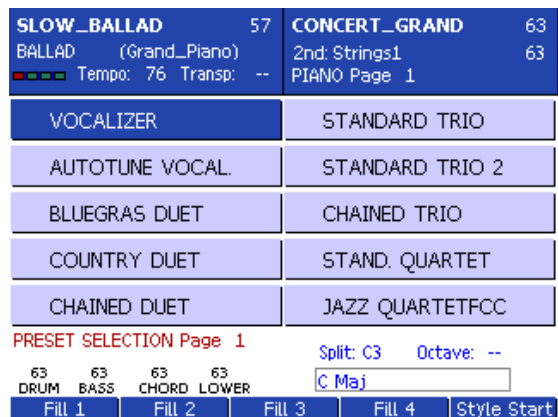 SLOW_BALLAD 57
BALLAD (Grand_Piano)
Tempo: 76 Transp: --
CONCERT_GRAND 63
2nd: Strings1 63
PIANO Page 1
VOCALIZER
STANDARD TRIO
AUTOTUNE VOCAL.
STANDARD TRIO 2
BLUEGRAS DUET
CHAINED TRIO
COUNTRY DUET
STAND. QUARTET
CHAINED DUET
JAZZ QUARTETFCC
PRESET SELECTION Page 1
Split: C3 Octave: --
63 63 63 63
DRUM BASS CHORD LOWER
C Maj
Fill 1 Fill 2 Fill 3 Fill 4 Style Start